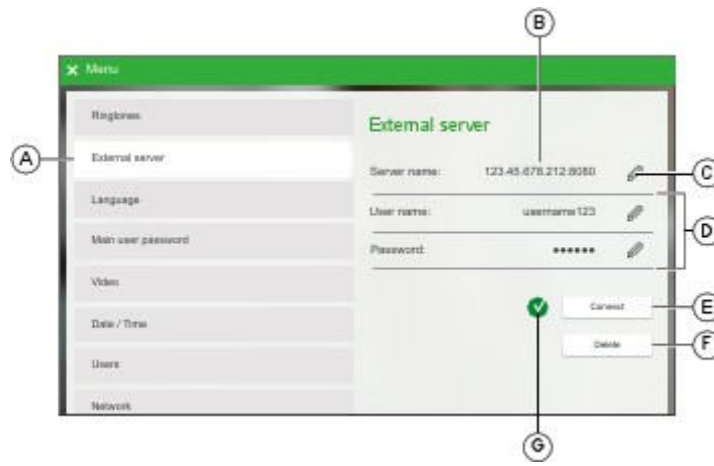 B
× Menu
Ringtones
External server
A
External server
Server name: 123.45.678.212:8080
C
Language
User name: username123
D
Main user password
Password: ••••••
Video
Connect
E
Date / Time
Delete
F
Users
Network
G